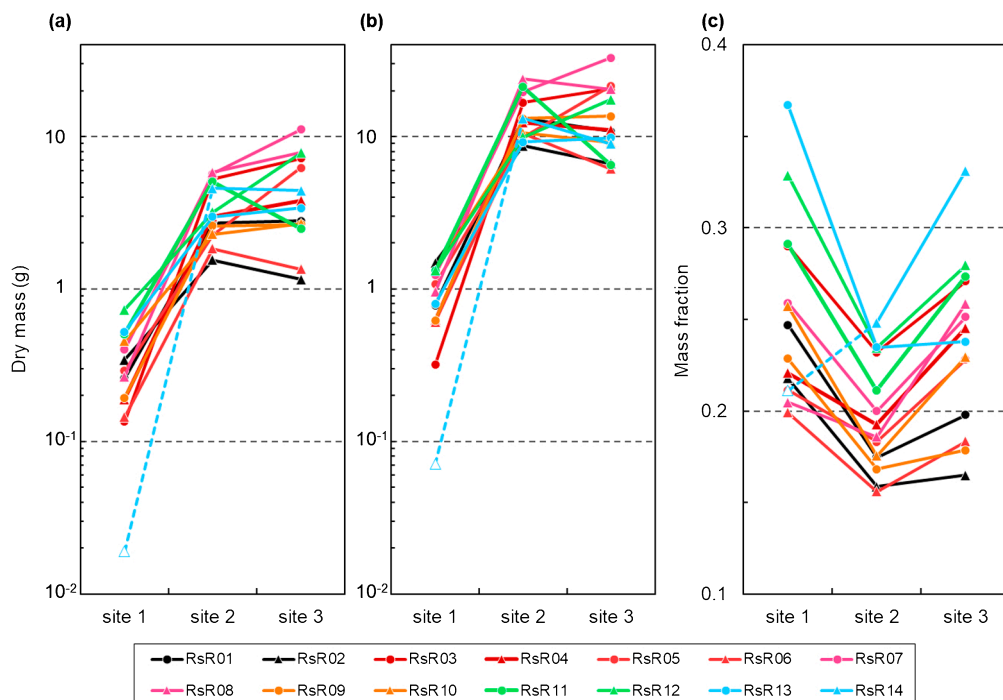 (a) (b) (c)
0.4
10 10
0.3
Dry mass (g)
1 1
Mass fraction
0.2
10-1 10-1
10-2 10-2 0.1
site 1 site 2 site 3 site 1 site 2 site 3 site 1 site 2 site 3
RsR01 RsR02 RsR03 RsR04 RsR05 RsR06 RsR07
RsR08 RsR09 RsR10 RsR11 RsR12 RsR13 RsR14